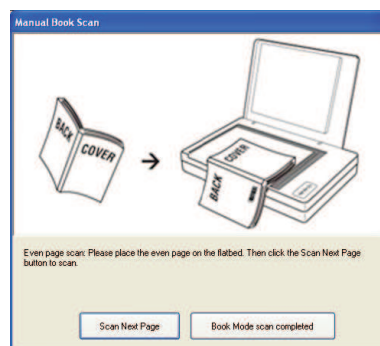 Manual Book Scan
BACK
COVER
COVER
BACK
Even page scan: Please place the even page on the flatbed. Then click the Scan Next Page
button to scan.
Scan Next Page
Book Mode scan completed